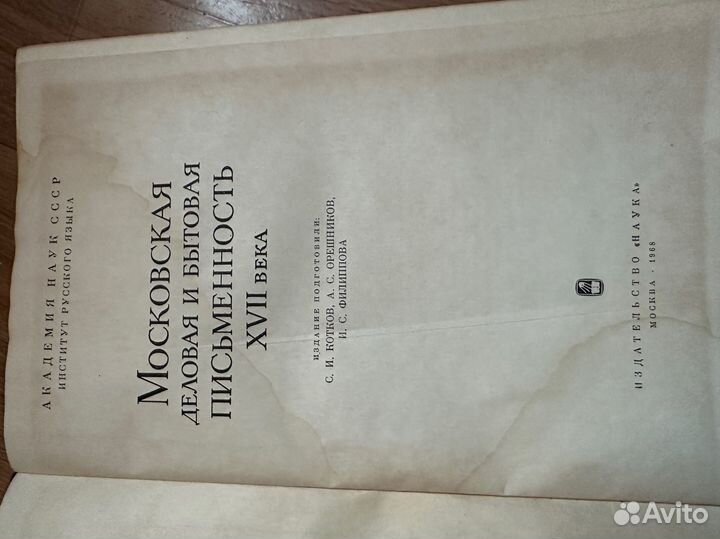 АКАДЕМИЯ НАУК СССР
ИНСТИТУТ РУССКОГО ЯЗЫКА
МОСКОВСКАЯ
ДЕЛОВАЯ И БЫТОВАЯ
ПИСЬМЕННОСТЬ
XVII ВЕКА
ИЗДАНИЕ ПОДГОТОВИЛИ:
С. И. КОТКОВ, А. С. ОРЕШНИКОВ,
И. С. ФИЛИППОВА
ИЗДАТЕЛЬСТВО «НАУКА»
МОСКВА · 1968
Avito